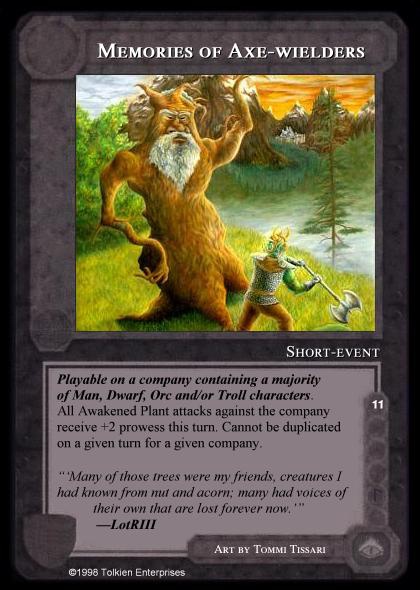 MEMORIES OF AXE-WIELDERS
SHORT-EVENT
Playable on a company containing a majority
of Man, Dwarf, Orc and/or Troll characters.
All Awakened Plant attacks against the company
receive +2 prowess this turn. Cannot be duplicated
on a given turn for a given company.
11
“‘Many of those trees were my friends, creatures I
had known from nut and acorn; many had voices of
their own that are lost forever now.’”
—LotRIII
ART BY TOMMI TISSARI
©1998 Tolkien Enterprises